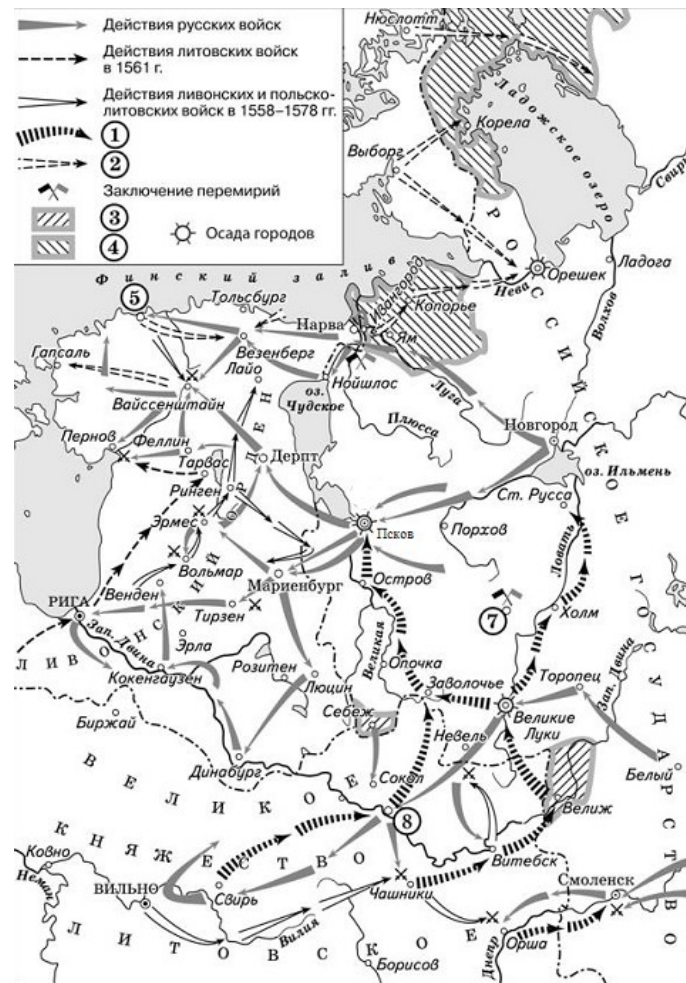 Действия русских войск
Действия литовских войск
в 1561 г.
Действия ливонских и польско-
литовских войск в 1558–1578 гг.
1
2
Заключение перемирий
3
4
Осада городов
Нюслотт
Ладожское озеро
Корела
Выборг
Свирь
РОССИЙСКОЕ ГОСУДАРСТВО
Финский залив
Орешек
Ладога
Нева
Волхов
5
Тольсбург
Нарва
Ивангород
Копорье
Ям
Гапсаль
Везенберг
Лайо
Нойшлос
оз.
Чудское
Луга
Вайссенштайн
Плюсса
Новгород
Пернов
Феллин
Дерпт
оз. Ильмень
Тарвас
Ринген
Ст. Русса
Псков
Порхов
Эрмес
Ловать
Вольмар
Мариенбург
Остров
7
Холм
РИГА
Венден
Тирзен
Зап. Двина
Эрла
Великая
ЛИВОНСКИЙ ОРДЕН
Кокенгаузен
Розитен
Люцин
Опочка
Заволочье
Торопец
Зап. Двина
Биржай
Себеж
Великие
Луки
Невель
Динабург
Сокол
Белый
Велиж
8
ВЕЛИКОЕ
КНЯЖЕСТВО
ЛИТОВСКОЕ
Ковно
Неман
ВИЛЬНО
Свирь
Чашники
Витебск
Смоленск
Вилия
Орша
Днепр
Борисов